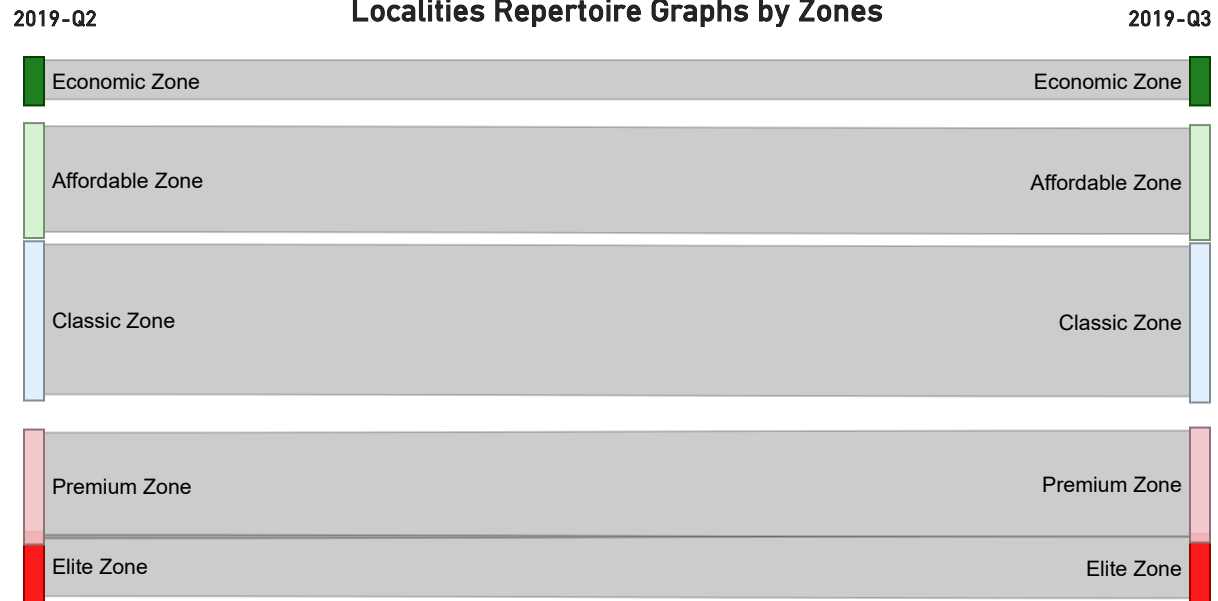 Localities Repertoire Graphs by Zones
2019-Q2
2019-Q3
Economic Zone
Economic Zone
Affordable Zone
Affordable Zone
Classic Zone
Classic Zone
Premium Zone
Premium Zone
Elite Zone
Elite Zone